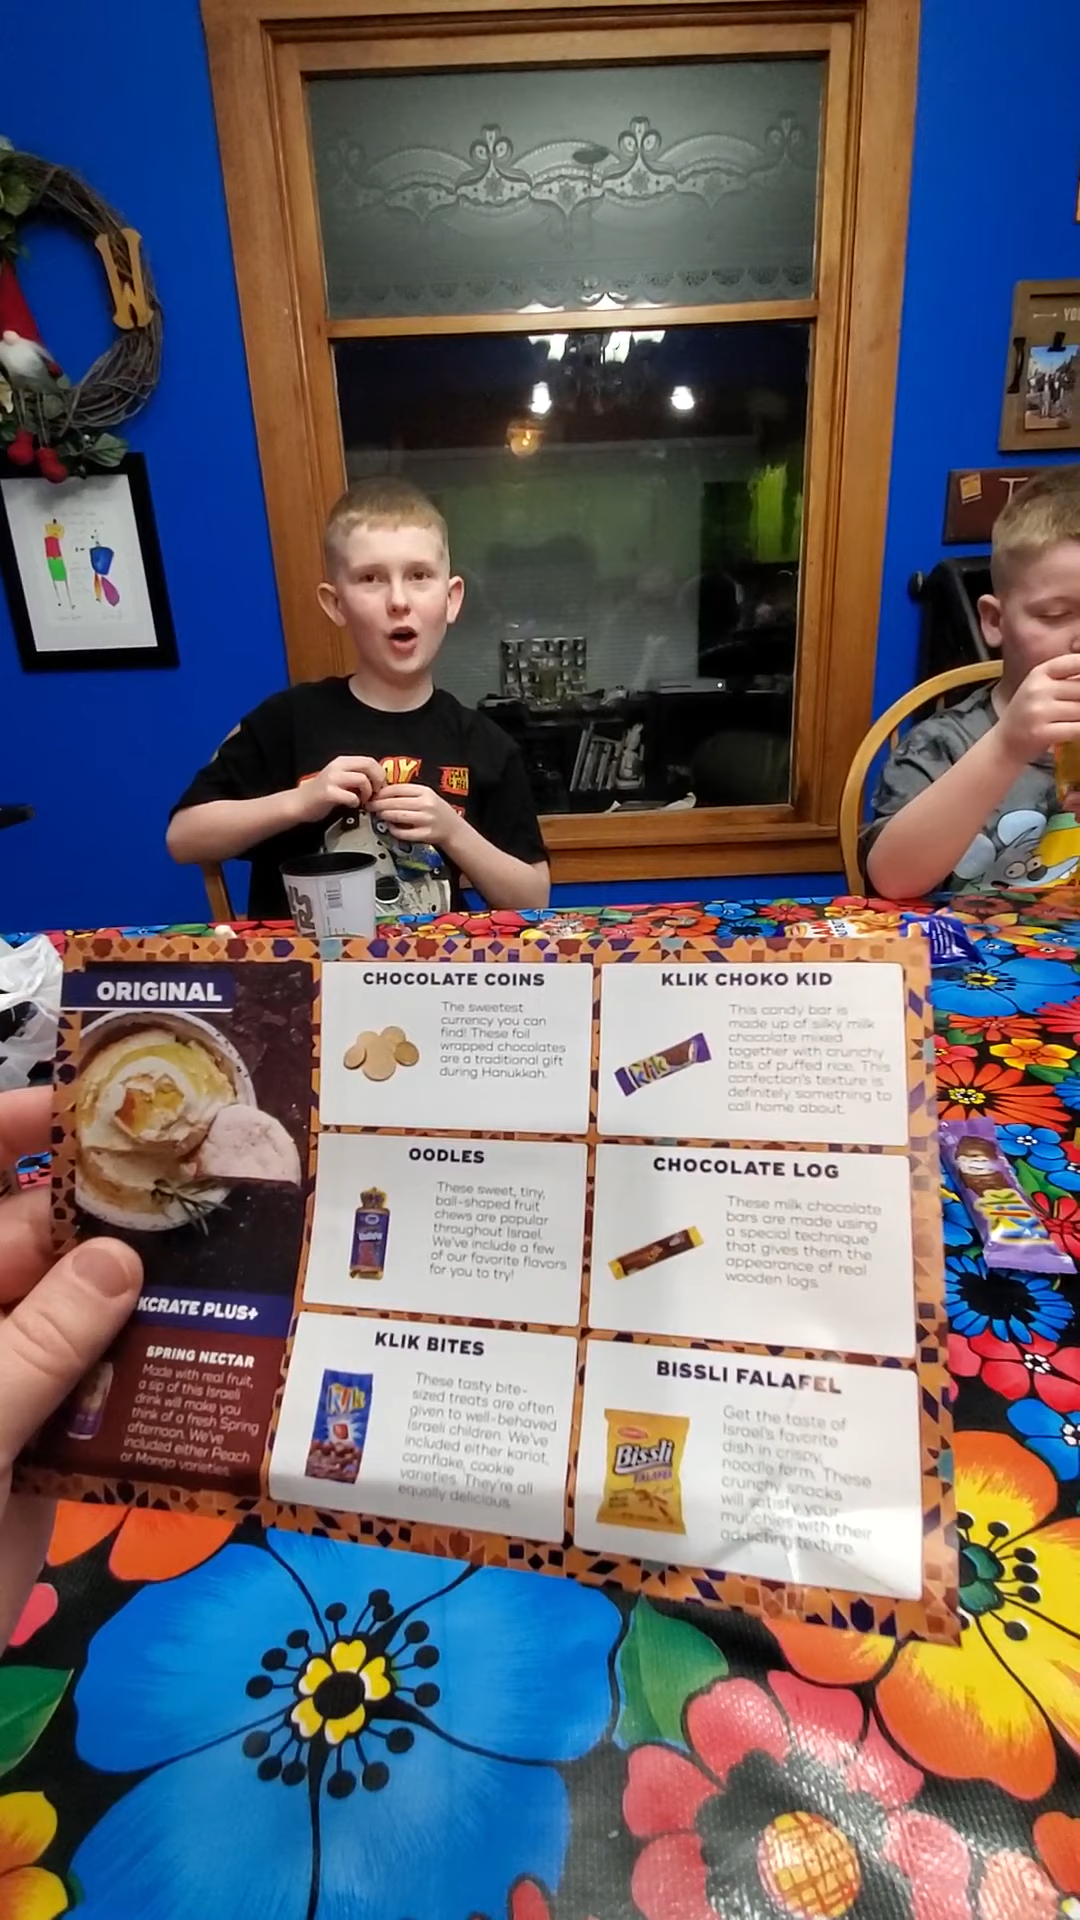 W
YOU
ORIGINAL
KCRATE PLUS+
SPRING NECTAR
Made with real fruit,
a sip of this Israeli
drink will make you
think of a fresh Spring
afternoon. We've
included either Peach
or Mango varieties.
CHOCOLATE COINS
The sweetest
currency you can
find! These foil
wrapped chocolates
are a traditional gift
during Hanukkah.
OODLES
These sweet, tiny,
ball-shaped fruit
chews are popular
throughout Israel.
We've include a few
of our favorite flavors
for you to try!
KLIK BITES
These tasty bite-
sized treats are often
given to well-behaved
Israeli children. We've
included either kariot,
cornflake, cookie
varieties. They're all
equally delicious.
Klik
KLIK CHOKO KID
This candy bar is
made up of silky milk
chocolate mixed
together with crunchy
bits of puffed rice. This
confection's texture is
definitely something to
call home about.
Klik
CHOCOLATE LOG
These milk chocolate
bars are made using
a special technique
that gives them the
appearance of real
wooden logs.
BISSLI FALAFEL
Get the taste of
Israel's favorite
dish in crispy,
noodle form. These
crunchy snacks
will satisfy your
munchies with their
addicting texture.
Bissli
FALAFEL
Klik